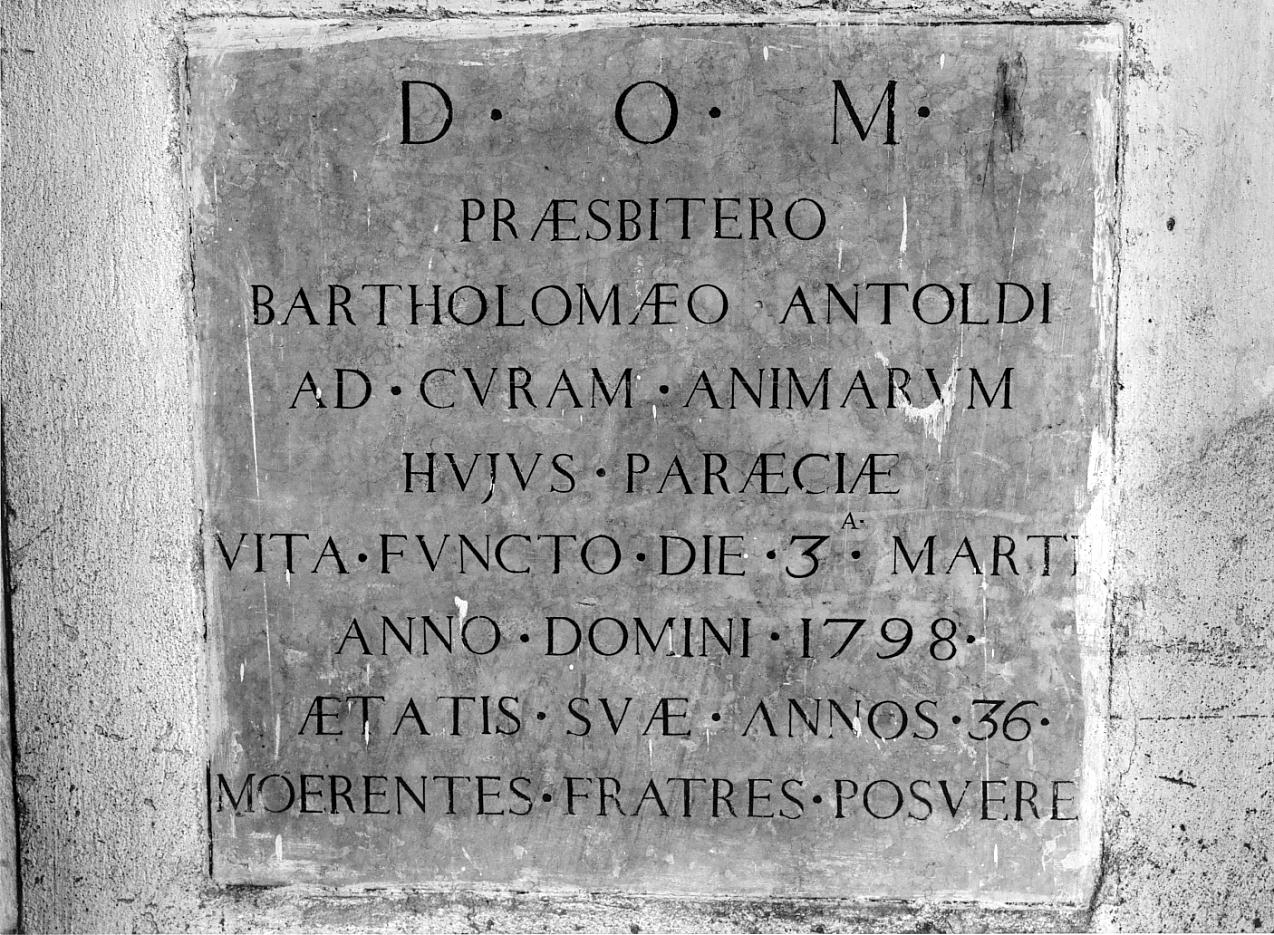 D · O · M ·
PRÆSBITERO
BARTHOLOMÆO ANTOLDI
AD · CVRAM · ANIMARVM
HVJVS · PARÆCIÆ
VITA · FVNCTO · DIE · 3ᴬ· · MARTI
ANNO · DOMINI · 1798 ·
ÆTATIS · SVÆ · ANNOS · 36 ·
MOERENTES · FRATRES · POSVERE